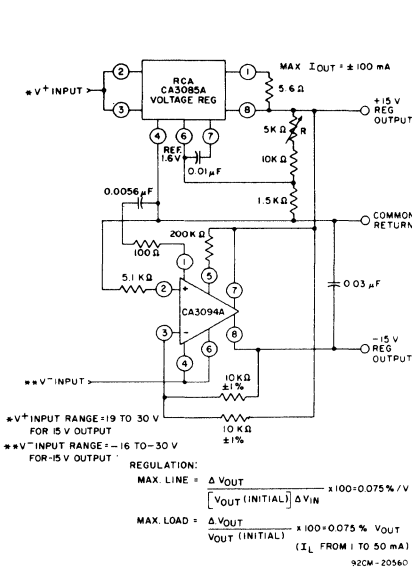 RCA
CA3085A
VOLTAGE REG
MAX. IOUT = ± 100 mA
*V+ INPUT
2
3
1
8
4
6
7
5.6 Ω
+15 V
REG
OUTPUT
5K Ω
R
REF.
1.6V
0.01 µF
10K Ω
1.5K Ω
0.0056 µF
COMMON
RETURN
100 Ω
200K Ω
1
5
7
5.1 KΩ
2
+
CA3094A
0.03 µF
3
−
8
4
6
-15 V
REG
OUTPUT
**V− INPUT
10K Ω
±1%
10 KΩ
±1%
*V+ INPUT RANGE=19 TO 30 V
FOR 15 V OUTPUT
**V− INPUT RANGE=-16 TO-30 V
FOR-15 V OUTPUT
REGULATION:
MAX. LINE = Δ VOUT / [VOUT (INITIAL)] ΔVIN x 100=0.075 % / V
MAX. LOAD = Δ.VOUT / VOUT (INITIAL) x 100=0.075 % VOUT
(IL FROM 1 TO 50 mA)
92CM-20560